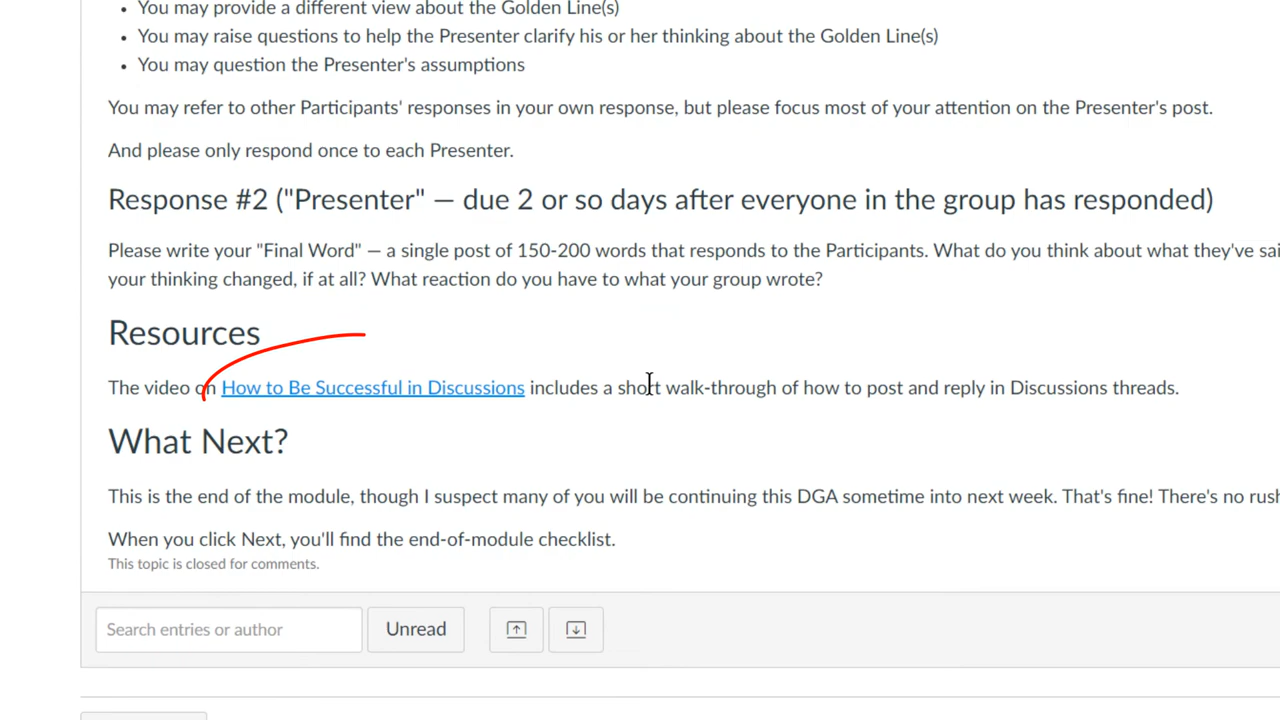 You may provide a different view about the Golden Line(s)
You may raise questions to help the Presenter clarify his or her thinking about the Golden Line(s)
You may question the Presenter's assumptions
You may refer to other Participants' responses in your own response, but please focus most of your attention on the Presenter's post.
And please only respond once to each Presenter.
Response #2 ("Presenter" — due 2 or so days after everyone in the group has responded)
Please write your "Final Word" — a single post of 150-200 words that responds to the Participants. What do you think about what they've sai
your thinking changed, if at all? What reaction do you have to what your group wrote?
Resources
The video on How to Be Successful in Discussions includes a short walk-through of how to post and reply in Discussions threads.
What Next?
This is the end of the module, though I suspect many of you will be continuing this DGA sometime into next week. That's fine! There's no rush
When you click Next, you'll find the end-of-module checklist.
This topic is closed for comments.
Search entries or author
Unread